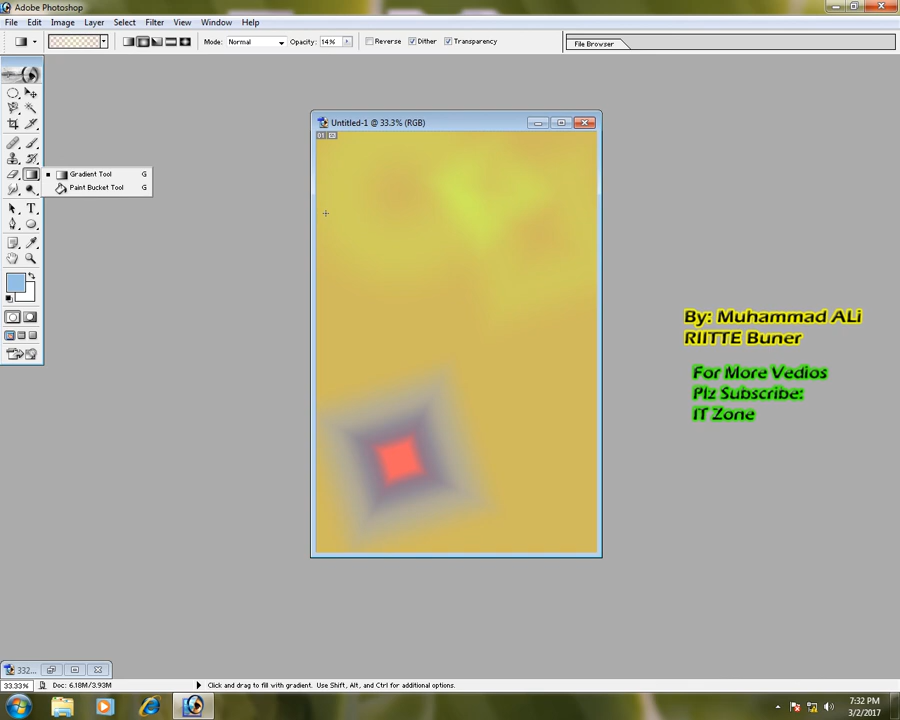 Adobe Photoshop
File Edit Image Layer Select Filter View Window Help
Mode: Normal Opacity: 14% Reverse Dither Transparency File Browser
Untitled-1 @ 33.3% (RGB)
01
Gradient Tool G
Paint Bucket Tool G
T
By: Muhammad ALi
RIITTE Buner
For More Vedios
Plz Subscribe:
IT Zone
332...
33.33% Doc: 6.18M/3.93M Click and drag to fill with gradient. Use Shift, Alt, and Ctrl for additional options.
7:32 PM
3/2/2017